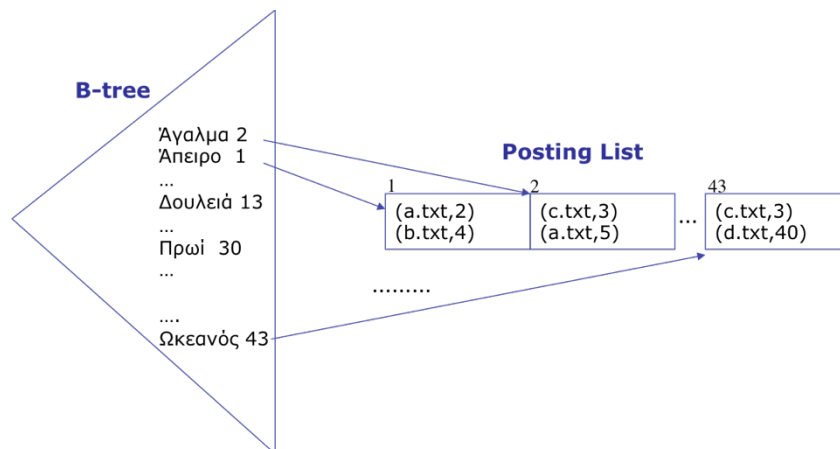 B-tree
Άγαλμα 2
Άπειρο 1
...
Δουλειά 13
...
Πρωί 30
...
....
Ωκεανός 43
Posting List
1 2 43
(a.txt,2) (c.txt,3) ... (c.txt,3)
(b.txt,4) (a.txt,5) (d.txt,40)
.........